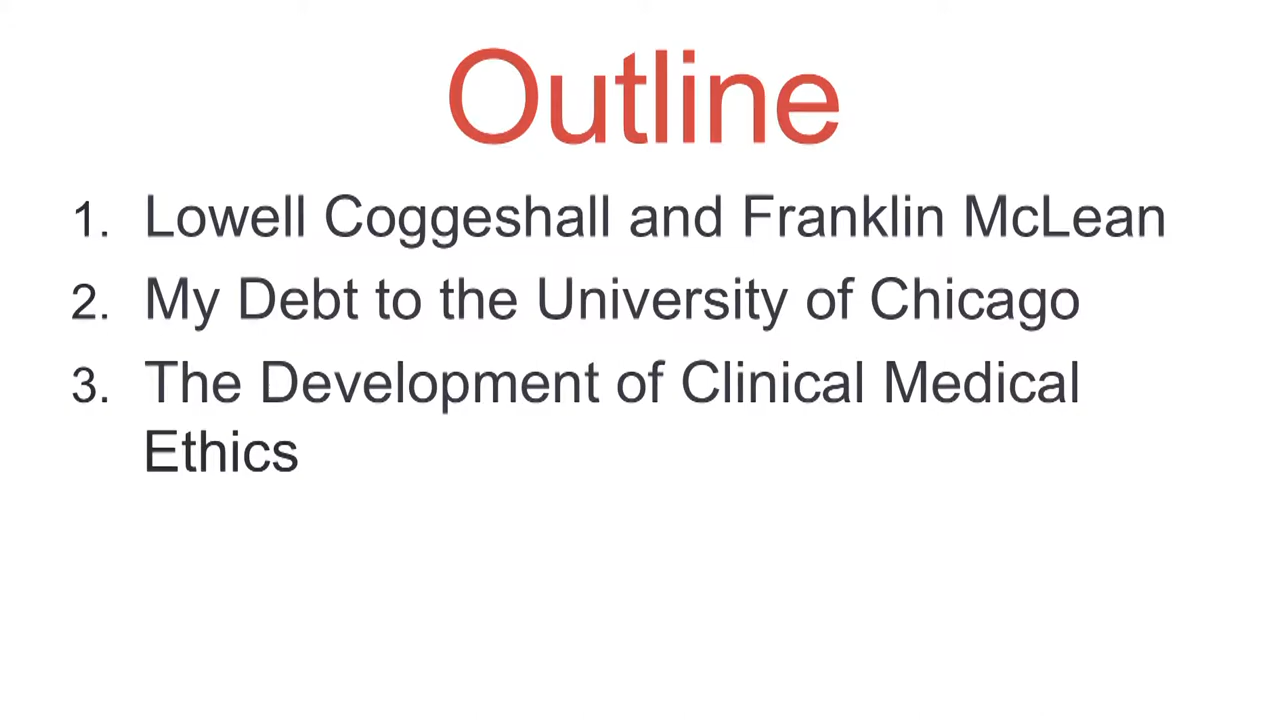 Outline
1. Lowell Coggeshall and Franklin McLean
2. My Debt to the University of Chicago
3. The Development of Clinical Medical
Ethics